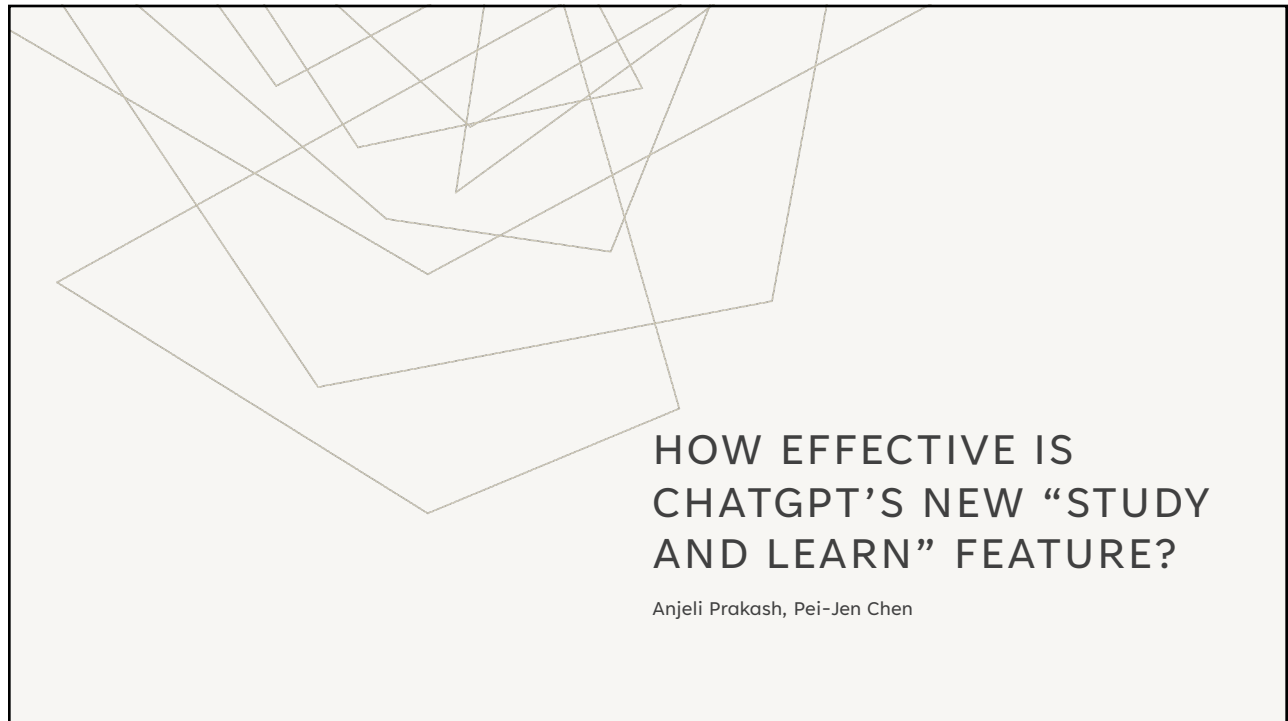 HOW EFFECTIVE IS
CHATGPT’S NEW “STUDY
AND LEARN” FEATURE?
Anjeli Prakash, Pei-Jen Chen